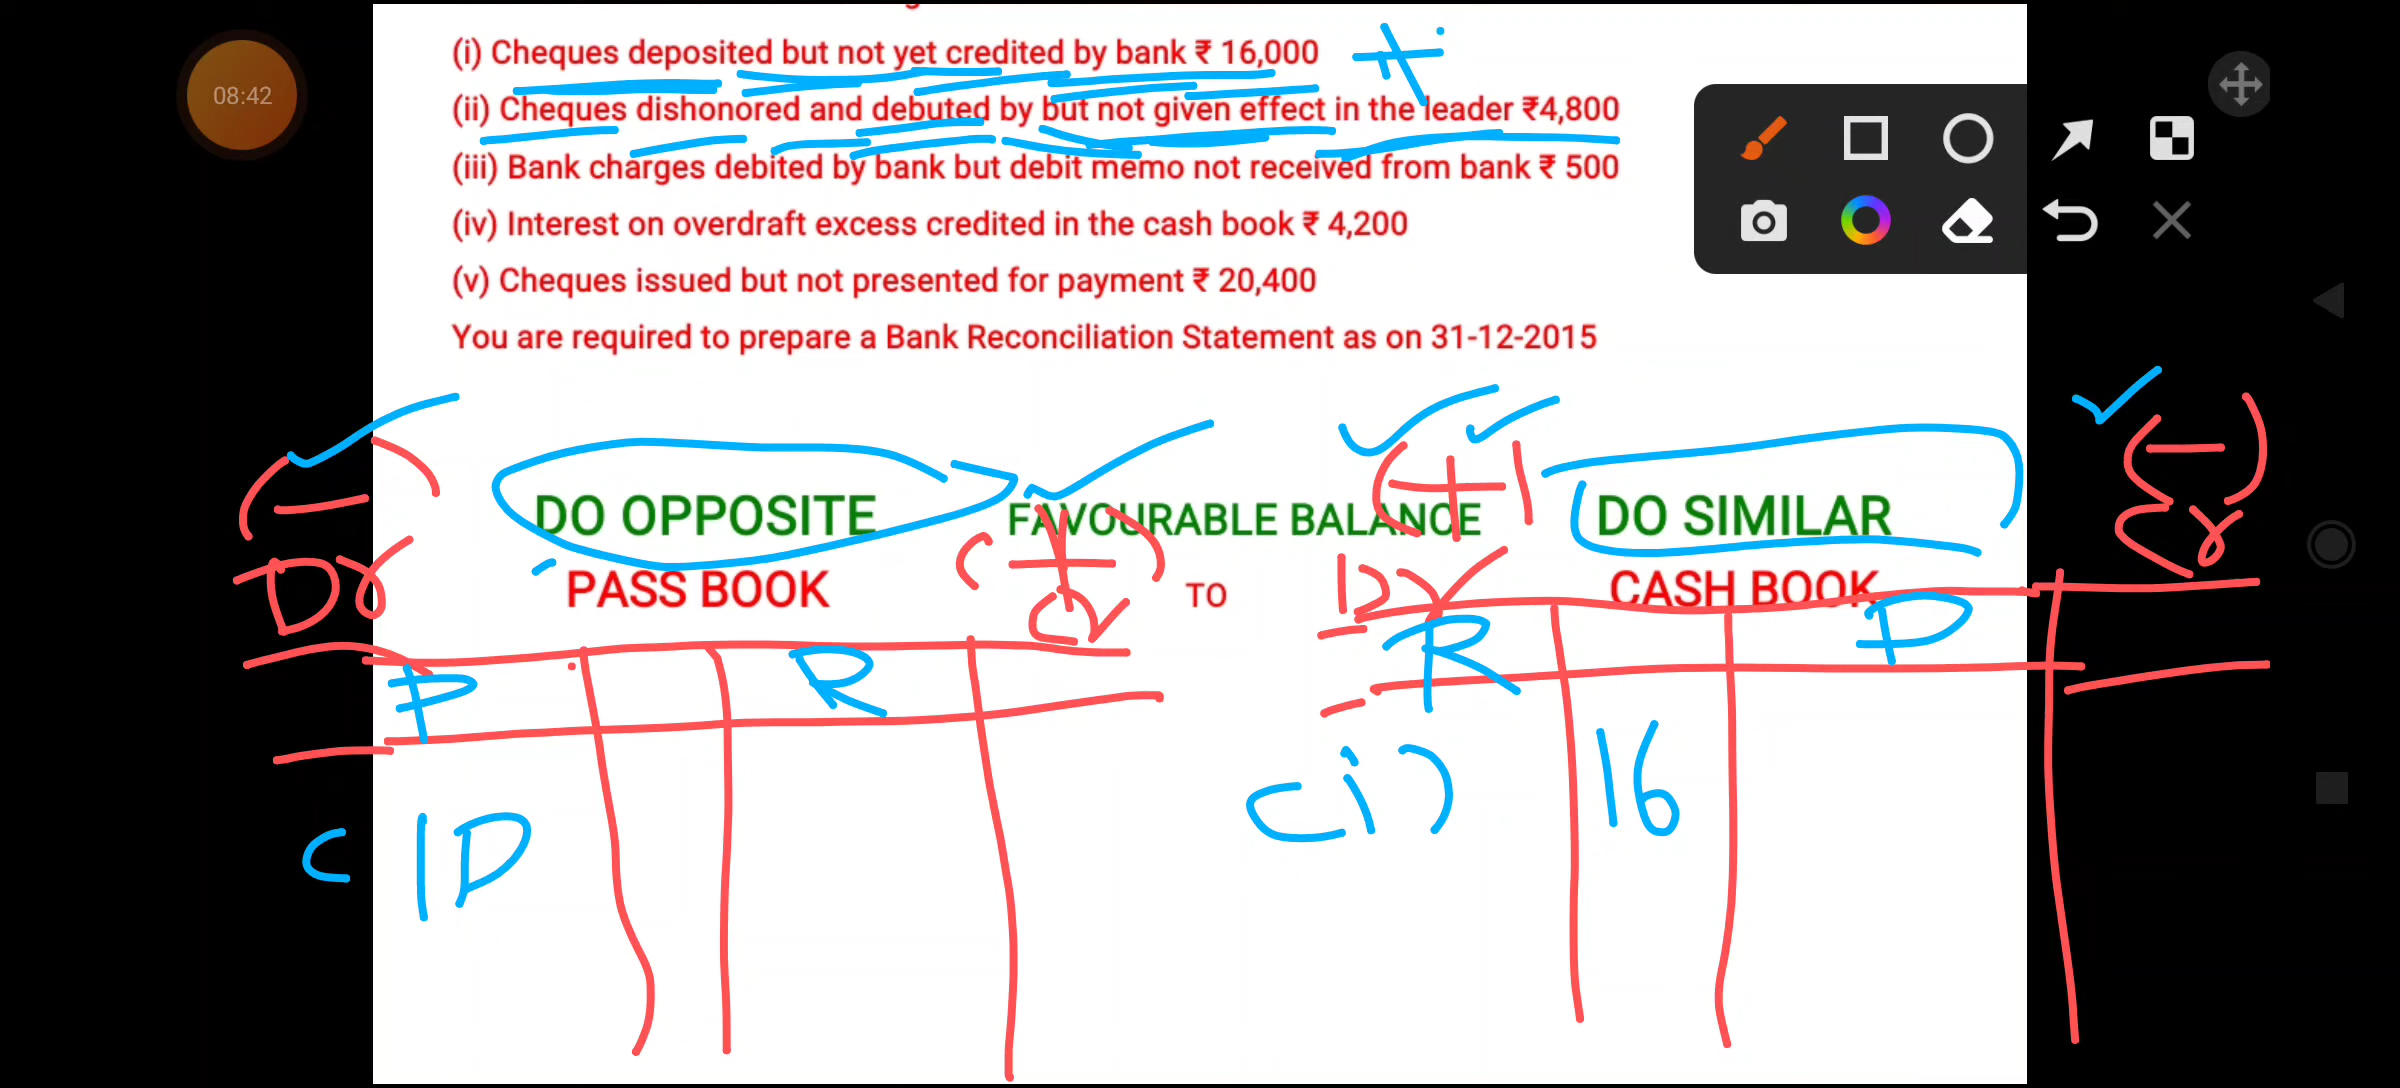 (i) Cheques deposited but not yet credited by bank ₹ 16,000 +
08:42
(ii) Cheques dishonored and debuted by but not given effect in the leader ₹4,800
(iii) Bank charges debited by bank but debit memo not received from bank ₹ 500
(iv) Interest on overdraft excess credited in the cash book ₹ 4,200
(v) Cheques issued but not presented for payment ₹ 20,400
You are required to prepare a Bank Reconciliation Statement as on 31-12-2015
(-) (+) (-)
DO OPPOSITE FAVOURABLE BALANCE DO SIMILAR
Dr (+) Cr Dr Cr
PASS BOOK TO CASH BOOK
P R R P
(i) 16
C D